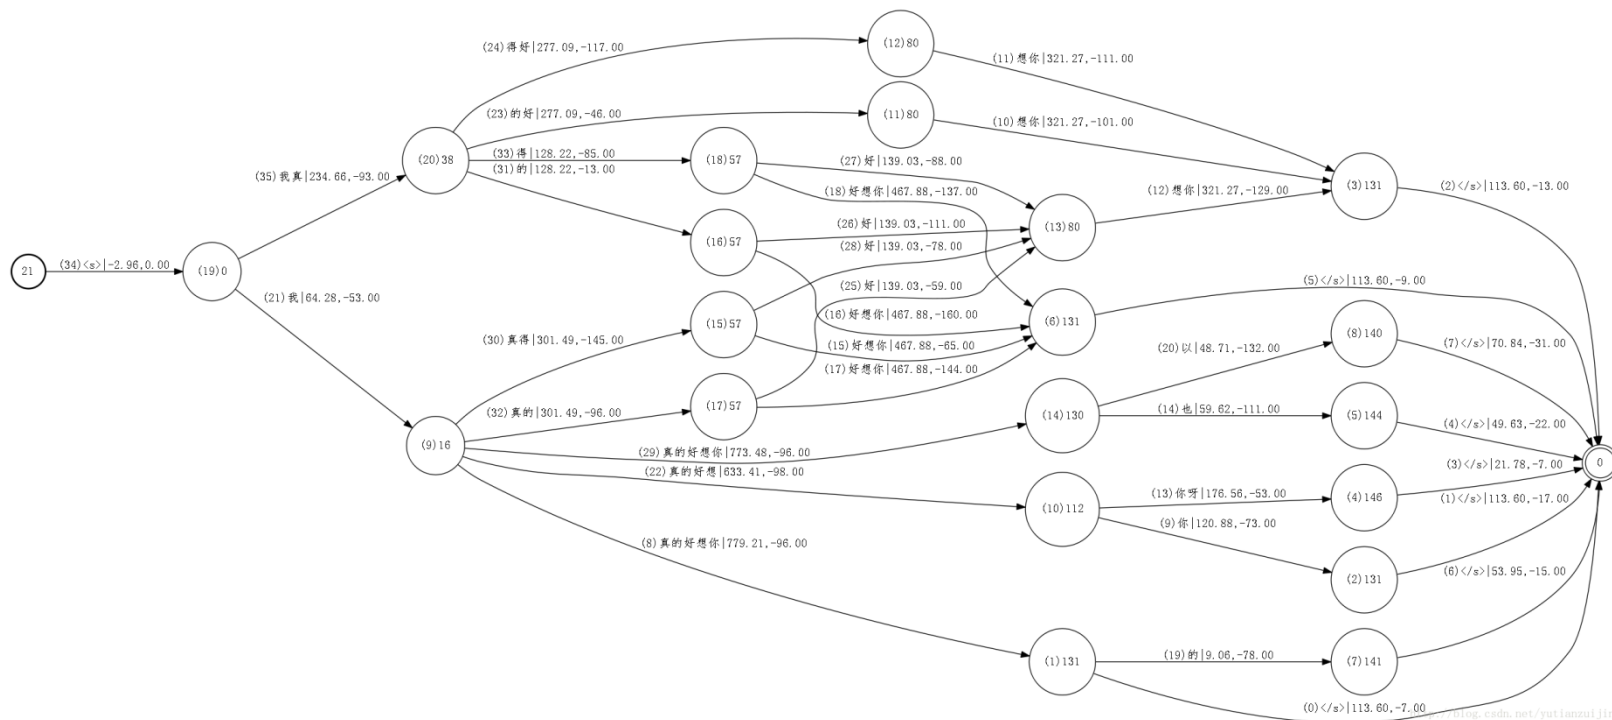 (24)得好|277.09,-117.00
(12)80
(11)想你|321.27,-111.00
(23)的好|277.09,-46.00
(11)80
(10)想你|321.27,-101.00
(20)38
(33)得|128.22,-85.00
(31)的|128.22,-13.00
(18)57
(27)好|139.03,-88.00
(18)好想你|467.88,-137.00
(35)我真|234.66,-93.00
(12)想你|321.27,-129.00
(3)131
(2)</s>|113.60,-13.00
(16)57
(26)好|139.03,-111.00
(28)好|139.03,-78.00
(13)80
21
(34)<s>|-2.96,0.00
(19)0
(21)我|64.28,-53.00
(25)好|139.03,-59.00
(5)</s>|113.60,-9.00
(16)好想你|467.88,-160.00
(6)131
(15)57
(30)真得|301.49,-145.00
(15)好想你|467.88,-65.00
(17)好想你|467.88,-144.00
(20)以|48.71,-132.00
(8)140
(7)</s>|70.84,-31.00
(32)真的|301.49,-96.00
(17)57
(14)130
(14)也|59.62,-111.00
(5)144
(4)</s>|49.63,-22.00
(9)16
(29)真的好想你|773.48,-96.00
(22)真的好想|633.41,-98.00
(3)</s>|21.78,-7.00
0
(10)112
(13)你呀|176.56,-53.00
(4)146
(1)</s>|113.60,-17.00
(9)你|120.88,-73.00
(8)真的好想你|779.21,-96.00
(2)131
(6)</s>|53.95,-15.00
(1)131
(19)的|9.06,-78.00
(7)141
(0)</s>|113.60,-7.00
http://blog.csdn.net/yutianzuijin